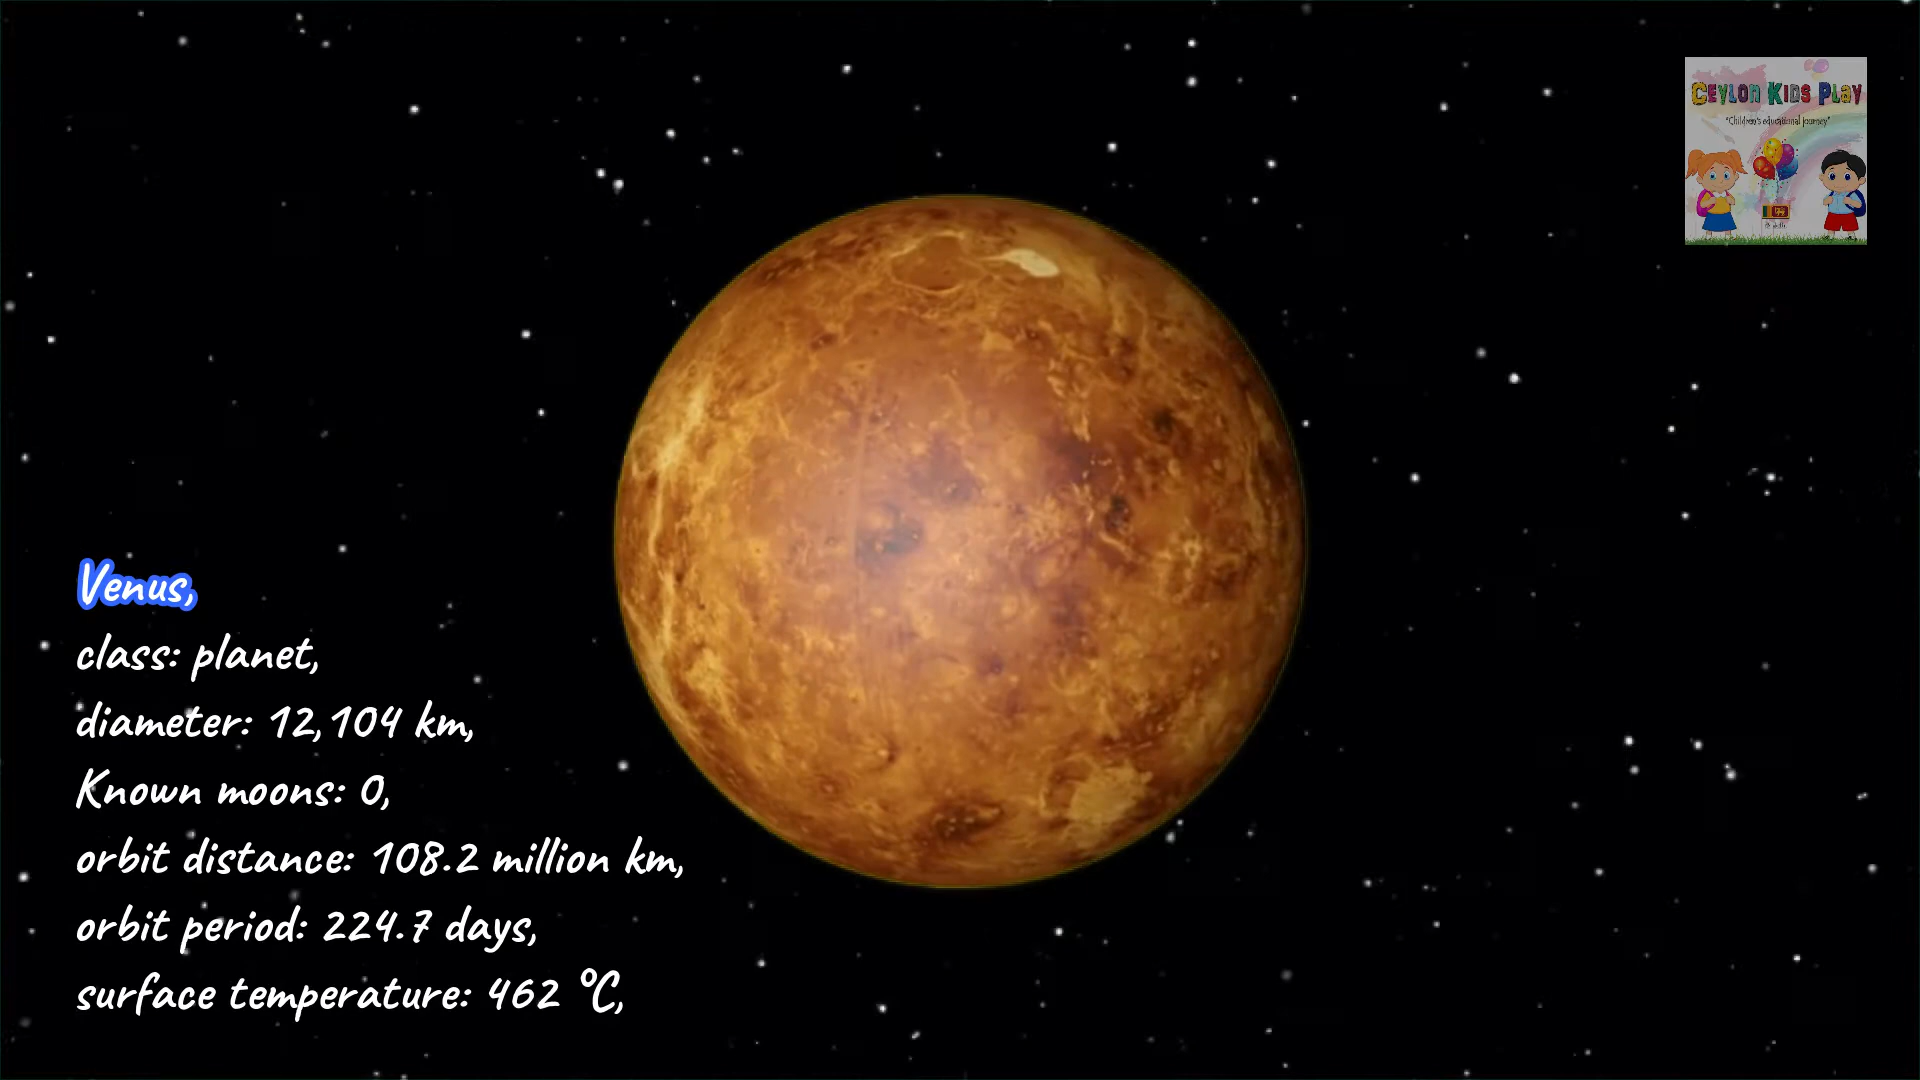 Ceylon Kids Play
"Children's educational journey"
Venus,
class: planet,
diameter: 12,104 km,
Known moons: 0,
orbit distance: 108.2 million km,
orbit period: 224.7 days,
surface temperature: 462 °C,